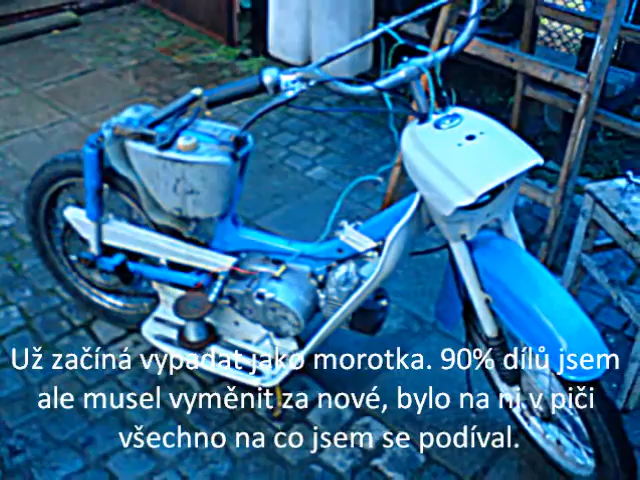 Už začíná vypadat jako morotka. 90% dílů jsem
ale musel vyměnit za nové, bylo na ni v piči
všechno na co jsem se podíval.